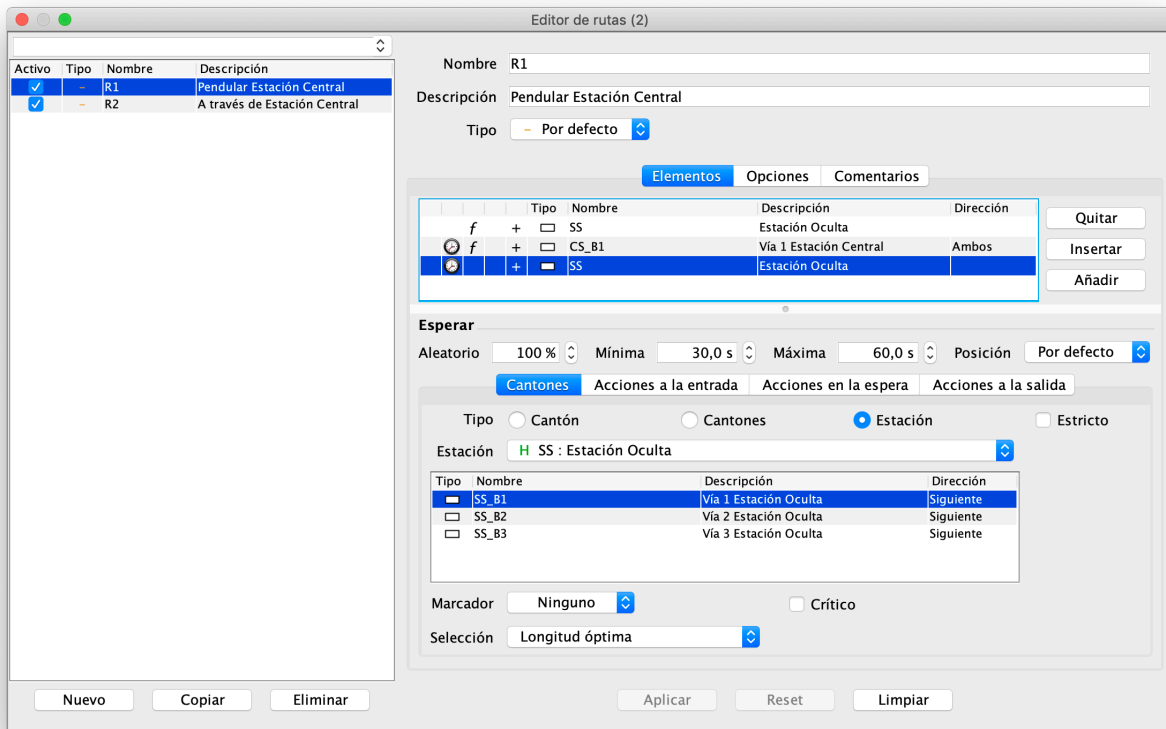 Editor de rutas (2)
Activo Tipo Nombre Descripción
– R1 Pendular Estación Central
– R2 A través de Estación Central
Nombre R1
Descripción Pendular Estación Central
Tipo – Por defecto
Elementos Opciones Comentarios
Tipo Nombre Descripción Dirección
f + SS Estación Oculta
f + CS_B1 Vía 1 Estación Central Ambos
+ SS Estación Oculta
Quitar
Insertar
Añadir
Esperar
Aleatorio 100 % Mínima 30,0 s Máxima 60,0 s Posición Por defecto
Cantones Acciones a la entrada Acciones en la espera Acciones a la salida
Tipo Cantón Cantones Estación Estricto
Estación H SS : Estación Oculta
Tipo Nombre Descripción Dirección
SS_B1 Vía 1 Estación Oculta Siguiente
SS_B2 Vía 2 Estación Oculta Siguiente
SS_B3 Vía 3 Estación Oculta Siguiente
Marcador Ninguno Crítico
Selección Longitud óptima
Nuevo Copiar Eliminar Aplicar Reset Limpiar